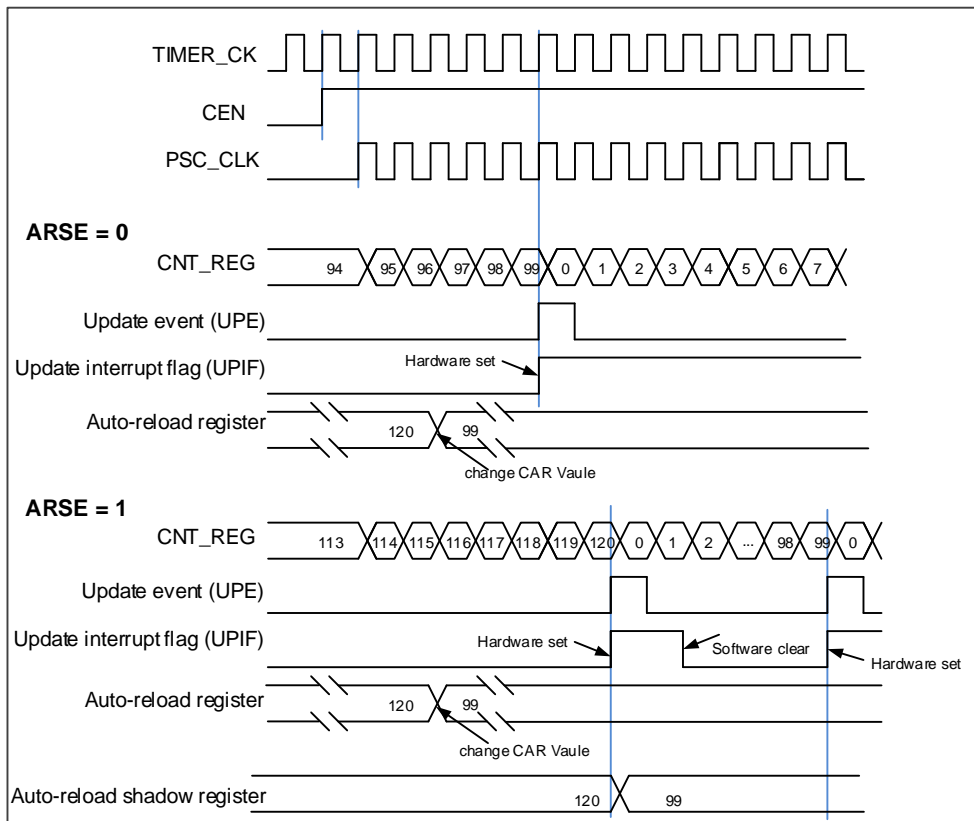 TIMER_CK
CEN
PSC_CLK
ARSE = 0
CNT_REG 94 95 96 97 98 99 0 1 2 3 4 5 6 7
Update event (UPE)
Hardware set
Update interrupt flag (UPIF)
Auto-reload register 120 99
change CAR Vaule
ARSE = 1
CNT_REG 113 114 115 116 117 118 119 120 0 1 2 ... 98 99 0
Update event (UPE)
Update interrupt flag (UPIF) Hardware set Software clear Hardware set
Auto-reload register 120 99
change CAR Vaule
Auto-reload shadow register 120 99